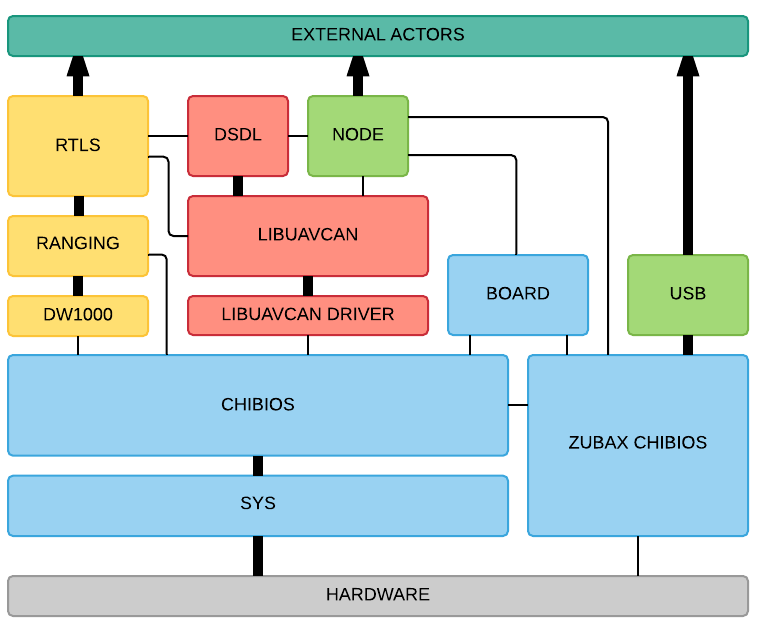 EXTERNAL ACTORS
RTLS
DSDL
NODE
RANGING
LIBUAVCAN
DW1000
LIBUAVCAN DRIVER
BOARD
USB
CHIBIOS
ZUBAX CHIBIOS
SYS
HARDWARE